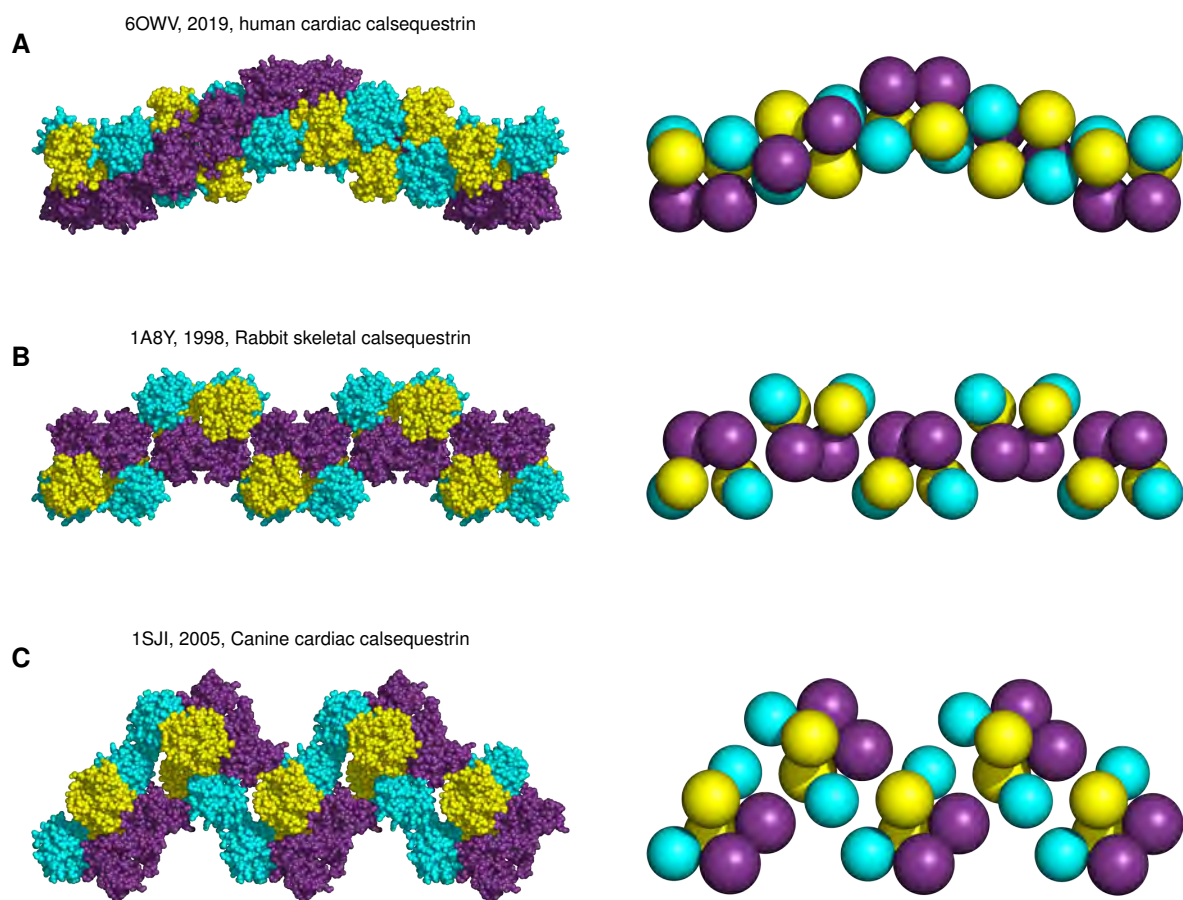 6OWV, 2019, human cardiac calsequestrin
A
1A8Y, 1998, Rabbit skeletal calsequestrin
B
1SJI, 2005, Canine cardiac calsequestrin
C